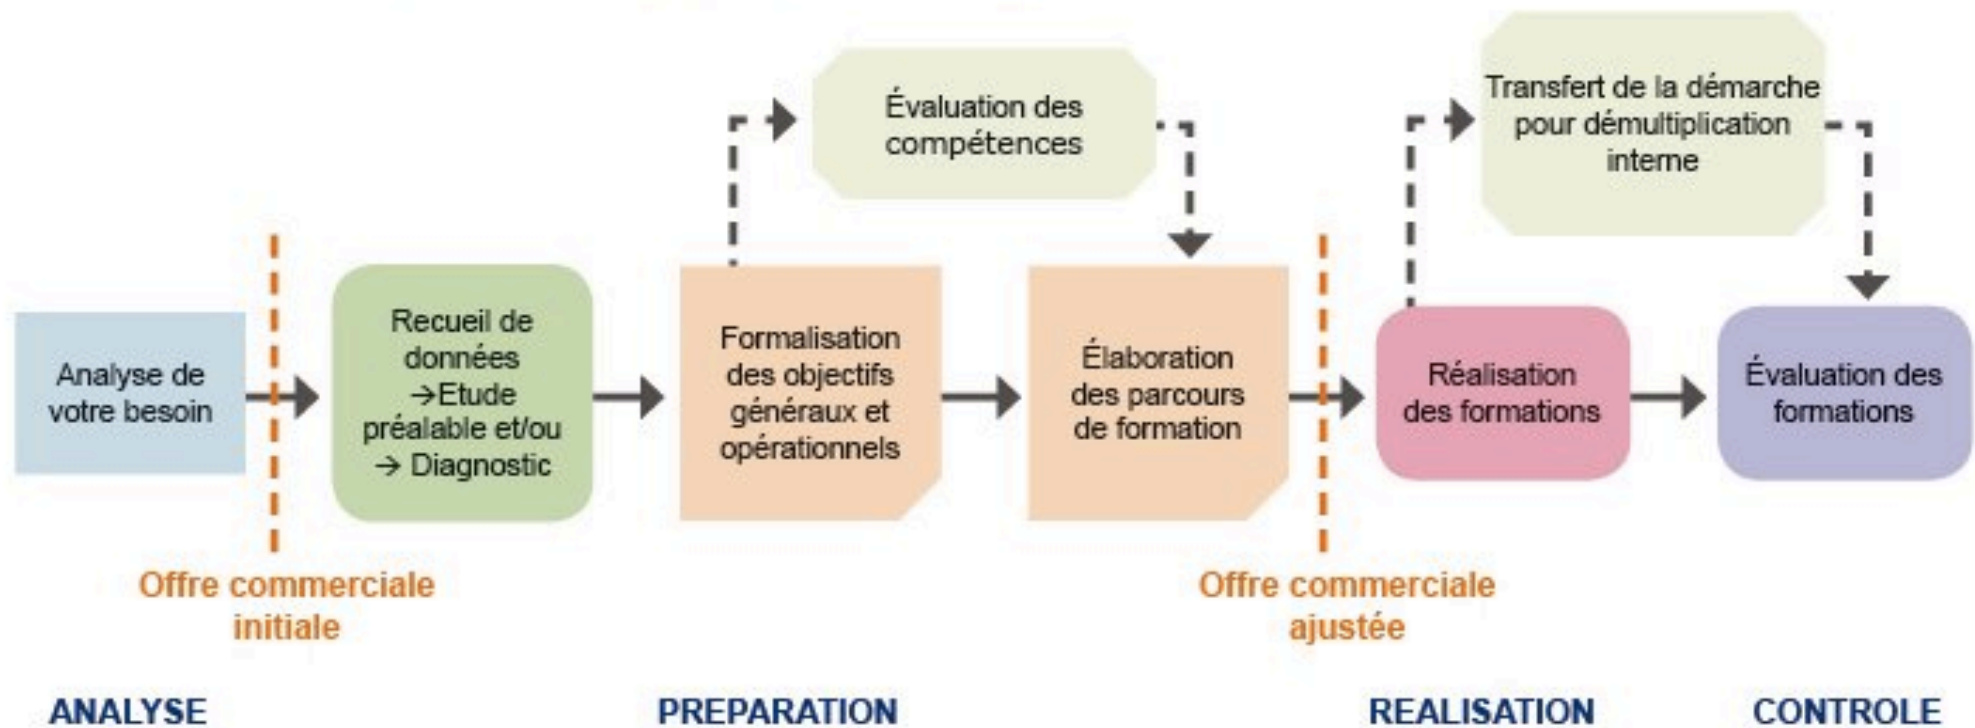 Évaluation des
compétences
Transfert de la démarche
pour démultiplication
interne
Analyse de
votre besoin
Recueil de
données
→Etude
préalable et/ou
→ Diagnostic
Formalisation
des objectifs
généraux et
opérationnels
Élaboration
des parcours
de formation
Réalisation
des formations
Évaluation des
formations
Offre commerciale
initiale
Offre commerciale
ajustée
ANALYSE
PREPARATION
REALISATION
CONTROLE